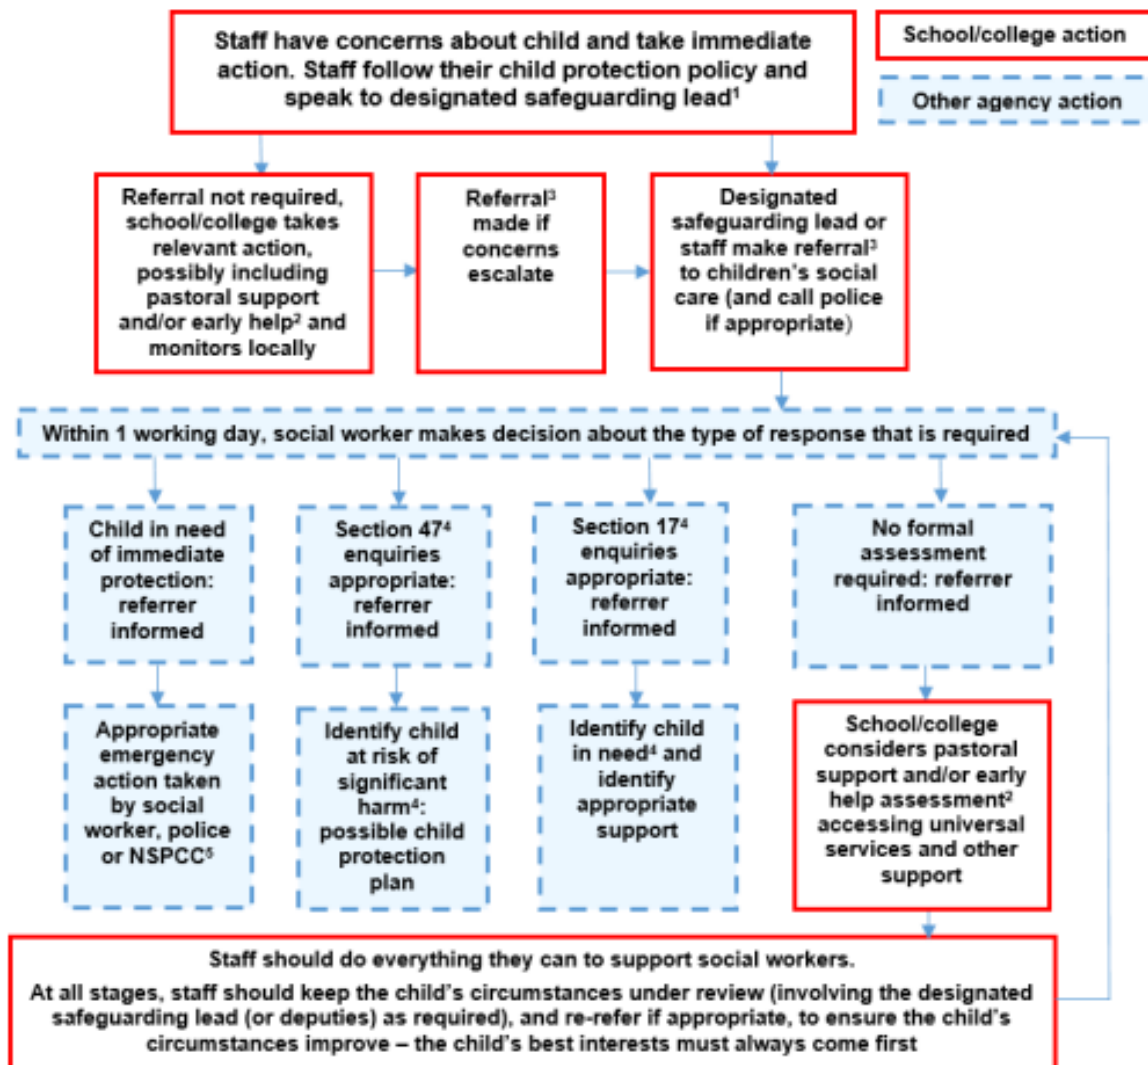 Staff have concerns about child and take immediate
action. Staff follow their child protection policy and
speak to designated safeguarding lead¹
School/college action
Other agency action
Referral not required,
school/college takes
relevant action,
possibly including
pastoral support
and/or early help² and
monitors locally
Referral³
made if
concerns
escalate
Designated
safeguarding lead or
staff make referral³
to children’s social
care (and call police
if appropriate)
Within 1 working day, social worker makes decision about the type of response that is required
Child in need
of immediate
protection:
referrer
informed
Section 47⁴
enquiries
appropriate:
referrer
informed
Section 17⁴
enquiries
appropriate:
referrer
informed
No formal
assessment
required: referrer
informed
Appropriate
emergency
action taken
by social
worker, police
or NSPCC⁵
Identify child
at risk of
significant
harm⁴:
possible child
protection
plan
Identify child
in need⁴ and
identify
appropriate
support
School/college
considers pastoral
support and/or early
help assessment²
accessing universal
services and other
support
Staff should do everything they can to support social workers.
At all stages, staff should keep the child’s circumstances under review (involving the designated
safeguarding lead (or deputies) as required), and re-refer if appropriate, to ensure the child’s
circumstances improve – the child’s best interests must always come first